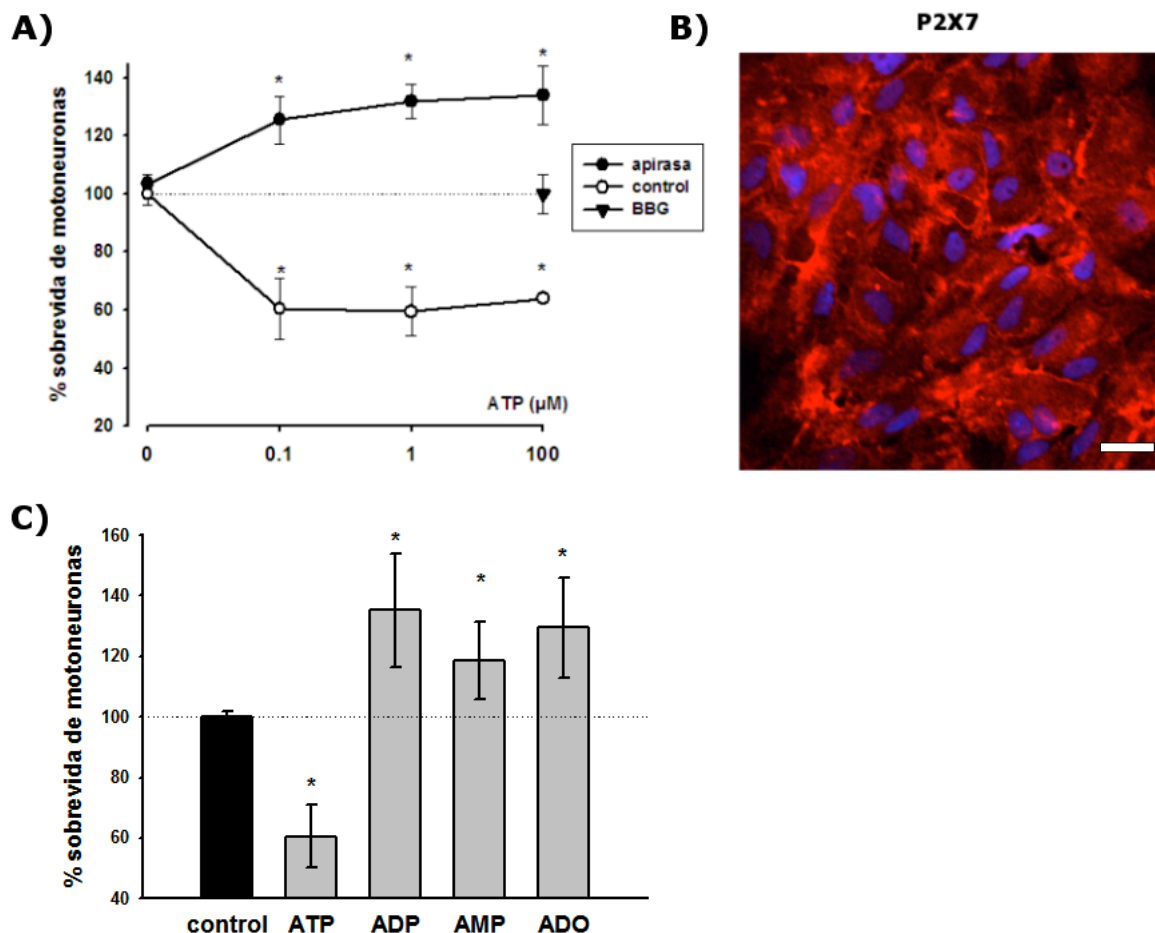 A)
% sobrevida de motoneuronas
140
120
100
80
60
40
20
* * *
* * *
apirasa
control
BBG
ATP (µM)
0 0.1 1 100
B)
P2X7
C)
% sobrevida de motoneuronas
160
140
120
100
80
60
40
* * * *
control ATP ADP AMP ADO